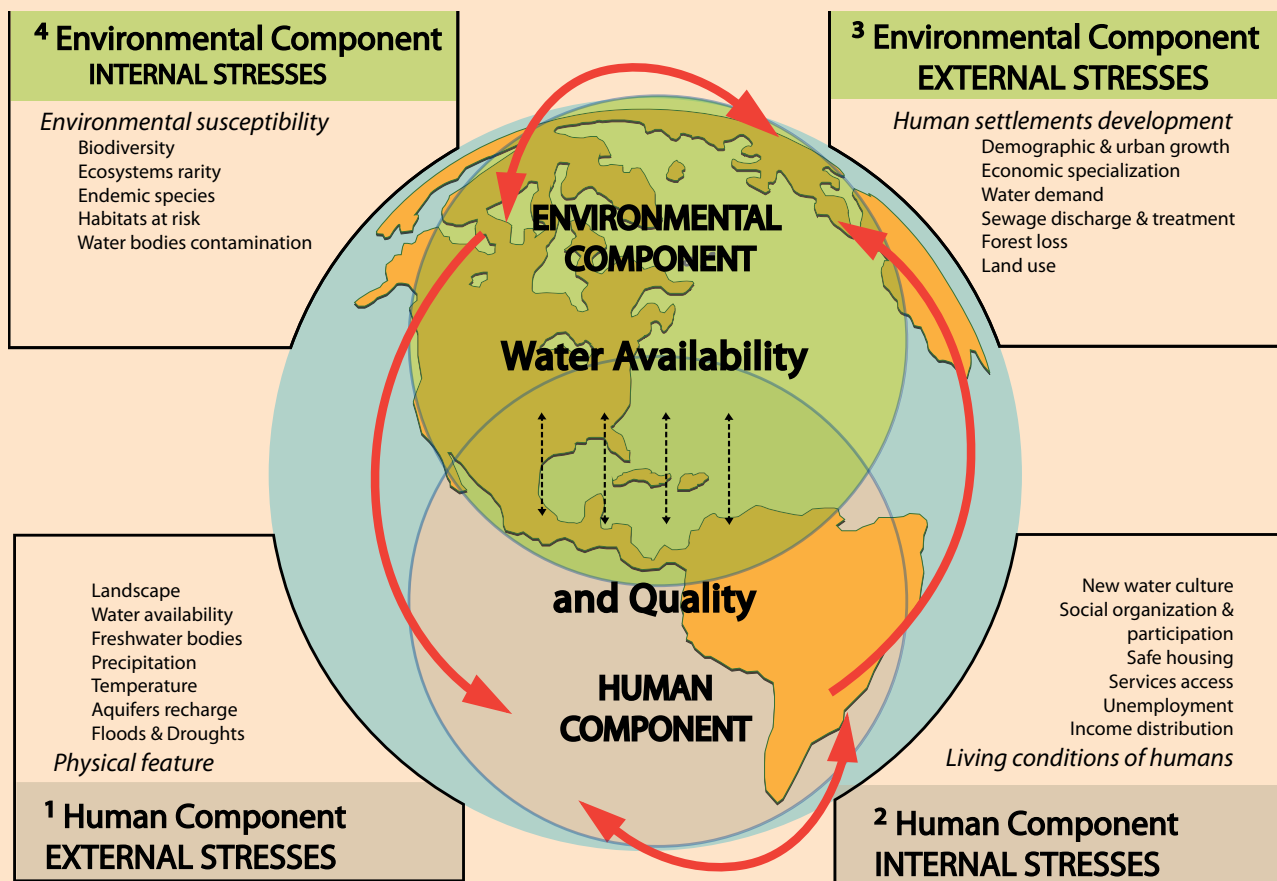 4 Environmental Component
INTERNAL STRESSES
Environmental susceptibility
Biodiversity
Ecosystems rarity
Endemic species
Habitats at risk
Water bodies contamination
3 Environmental Component
EXTERNAL STRESSES
Human settlements development
Demographic & urban growth
Economic specialization
Water demand
Sewage discharge & treatment
Forest loss
Land use
ENVIRONMENTAL
COMPONENT
Water Availability
and Quality
HUMAN
COMPONENT
Landscape
Water availability
Freshwater bodies
Precipitation
Temperature
Aquifers recharge
Floods & Droughts
Physical feature
1 Human Component
EXTERNAL STRESSES
New water culture
Social organization &
participation
Safe housing
Services access
Unemployment
Income distribution
Living conditions of humans
2 Human Component
INTERNAL STRESSES